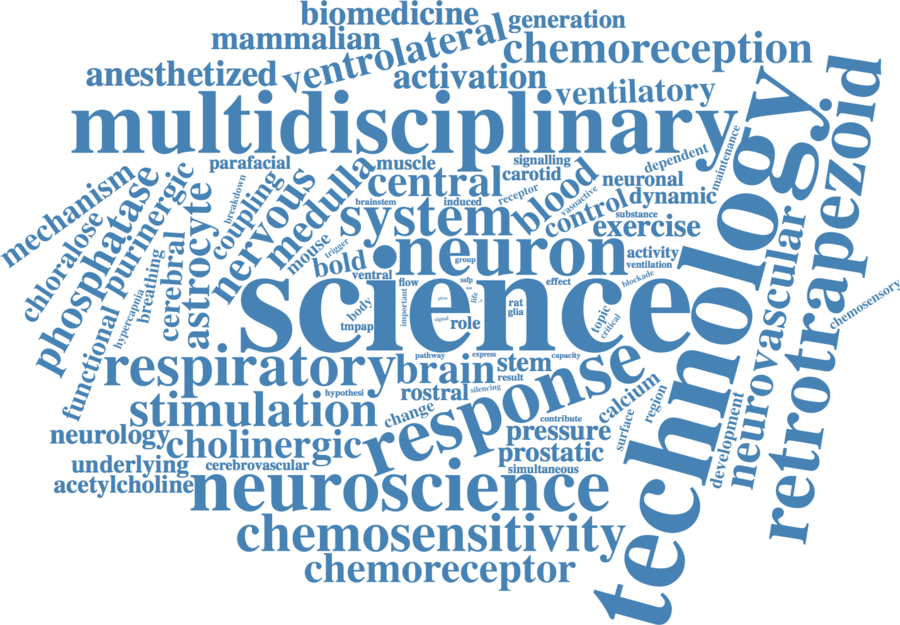 biomedicine
generation
mammalian
ventrolateral
chemoreception
anesthetized
activation
ventilatory
multidisciplinary
technology
retrotrapezoid
parafacial
muscle
signalling
carotid
dependent
maintenance
mechanism
phosphatase
purinergic
breakdown
coupling
nervous
medulla
central
receptor
vasoactive
blood
neuronal
dynamic
control
substance
exercise
brainstem
induced
system
chloralose
astrocyte
cerebral
breathing
hypercapnia
functional
mouse
trigger
bold
ventral
neuron
group
activity
ventilation
effect
blockade
science
flow
important
ssfp
life
body
tmpap
signal
role
rat
glia
topic
critical
neurovascular
chemosensory
respiratory
brain
pathway
express
stem
capacity
result
response
hypothesi
rostral
silencing
stimulation
change
calcium
region
surface
contribute
neurology
cholinergic
pressure
prostatic
development
underlying
cerebrovascular
simultaneous
acetylcholine
neuroscience
chemosensitivity
chemoreceptor